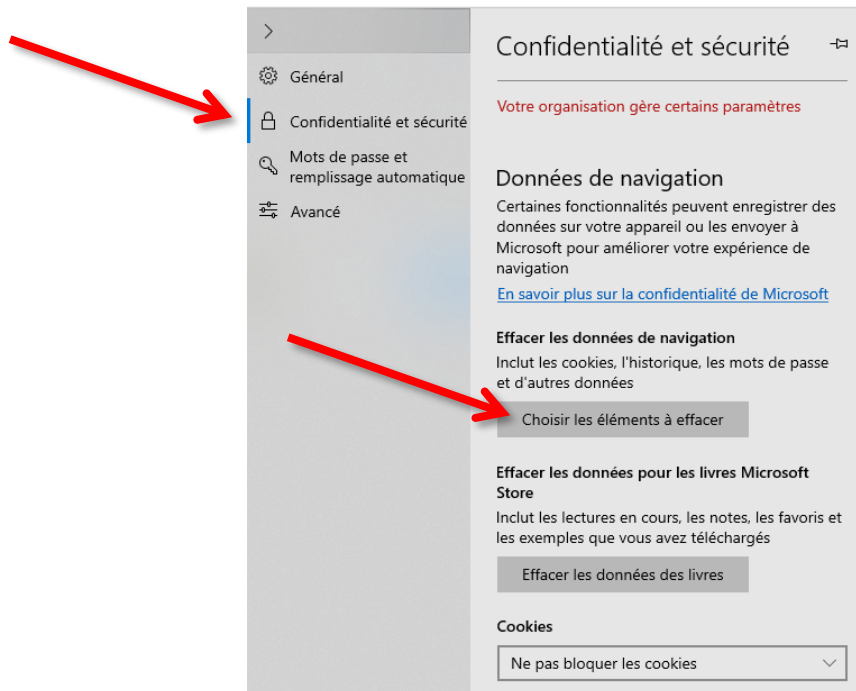 Général
Confidentialité et sécurité
Mots de passe et
remplissage automatique
Avancé
Confidentialité et sécurité
Votre organisation gère certains paramètres
Données de navigation
Certaines fonctionnalités peuvent enregistrer des
données sur votre appareil ou les envoyer à
Microsoft pour améliorer votre expérience de
navigation
En savoir plus sur la confidentialité de Microsoft
Effacer les données de navigation
Inclut les cookies, l'historique, les mots de passe
et d'autres données
Choisir les éléments à effacer
Effacer les données pour les livres Microsoft
Store
Inclut les lectures en cours, les notes, les favoris et
les exemples que vous avez téléchargés
Effacer les données des livres
Cookies
Ne pas bloquer les cookies